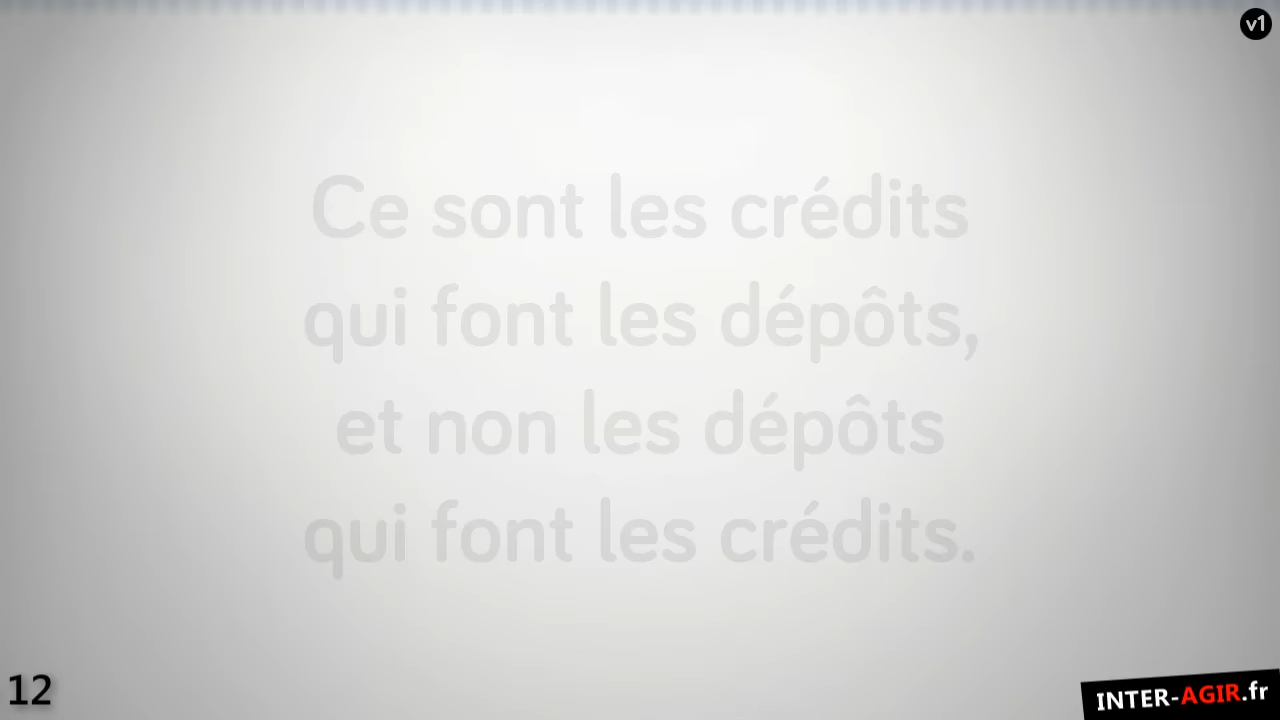 v1
Ce sont les crédits
qui font les dépôts,
et non les dépôts
qui font les crédits.
12
INTER-AGIR.fr